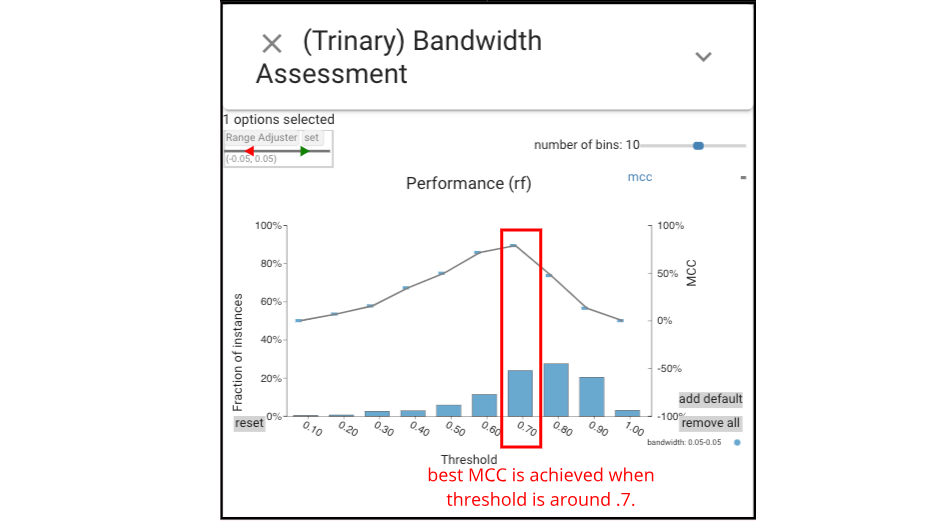 (Trinary) Bandwidth
Assessment
1 options selected
Range Adjuster set
(-0.05, 0.05)
number of bins: 10
Performance (rf)
mcc
100%
80%
60%
40%
20%
0%
Fraction of instances
100%
50%
0%
-50%
-100%
MCC
0.10 0.20 0.30 0.40 0.50 0.60 0.70 0.80 0.90 1.00
Threshold
reset
add default
remove all
bandwidth: 0.05-0.05
best MCC is achieved when
threshold is around .7.